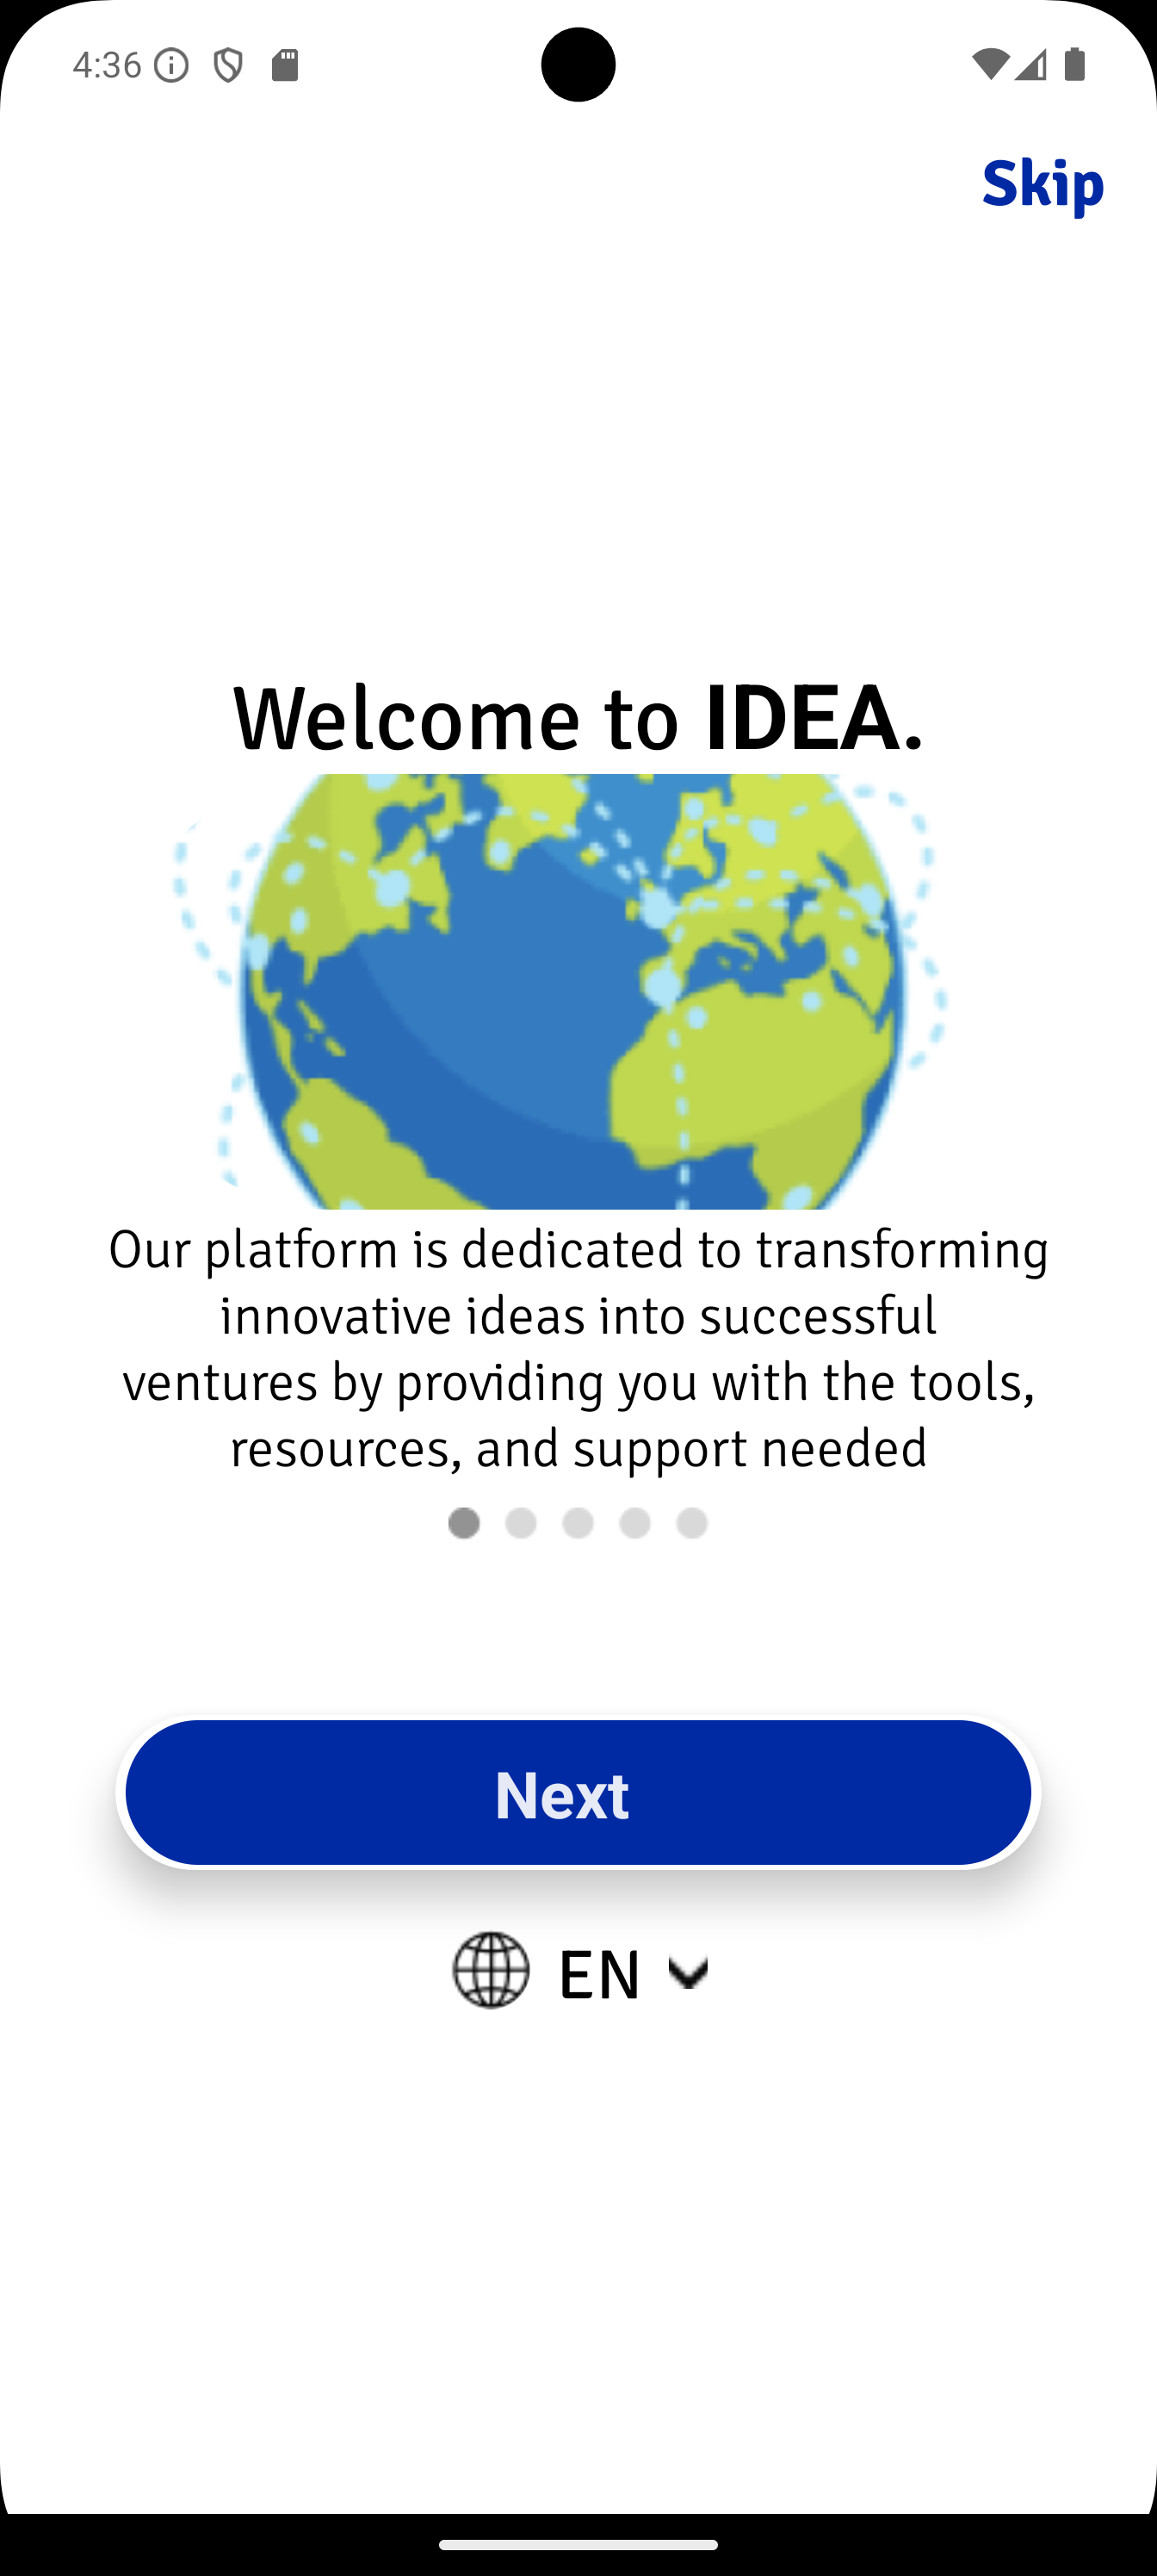 4:36
Skip
Welcome to IDEA.
Our platform is dedicated to transforming
innovative ideas into successful
ventures by providing you with the tools,
resources, and support needed
Next
EN